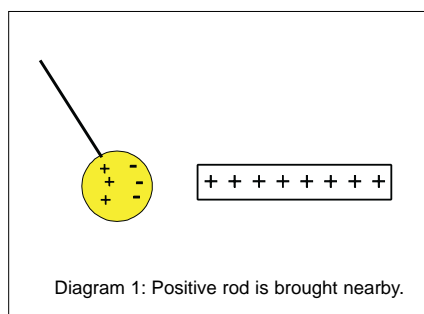 + -
+ -
+ -
+ + + + + + + +
Diagram 1: Positive rod is brought nearby.